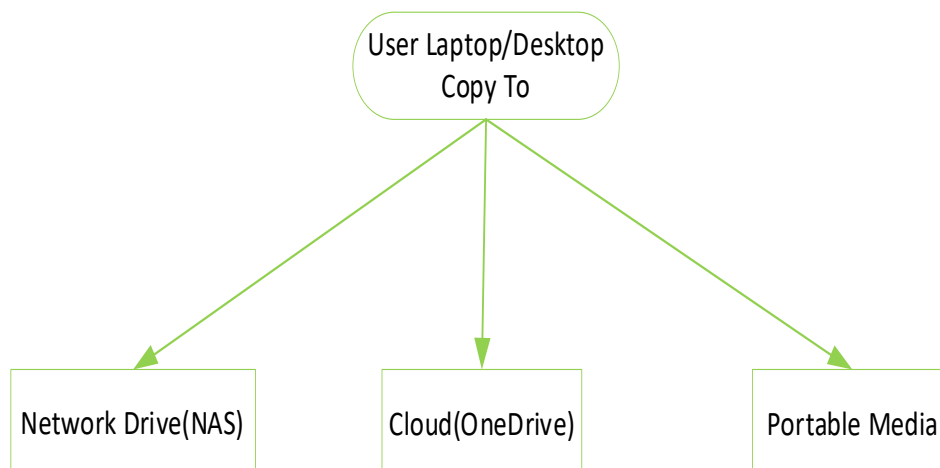 User Laptop/Desktop
Copy To
Network Drive(NAS)
Cloud(OneDrive)
Portable Media